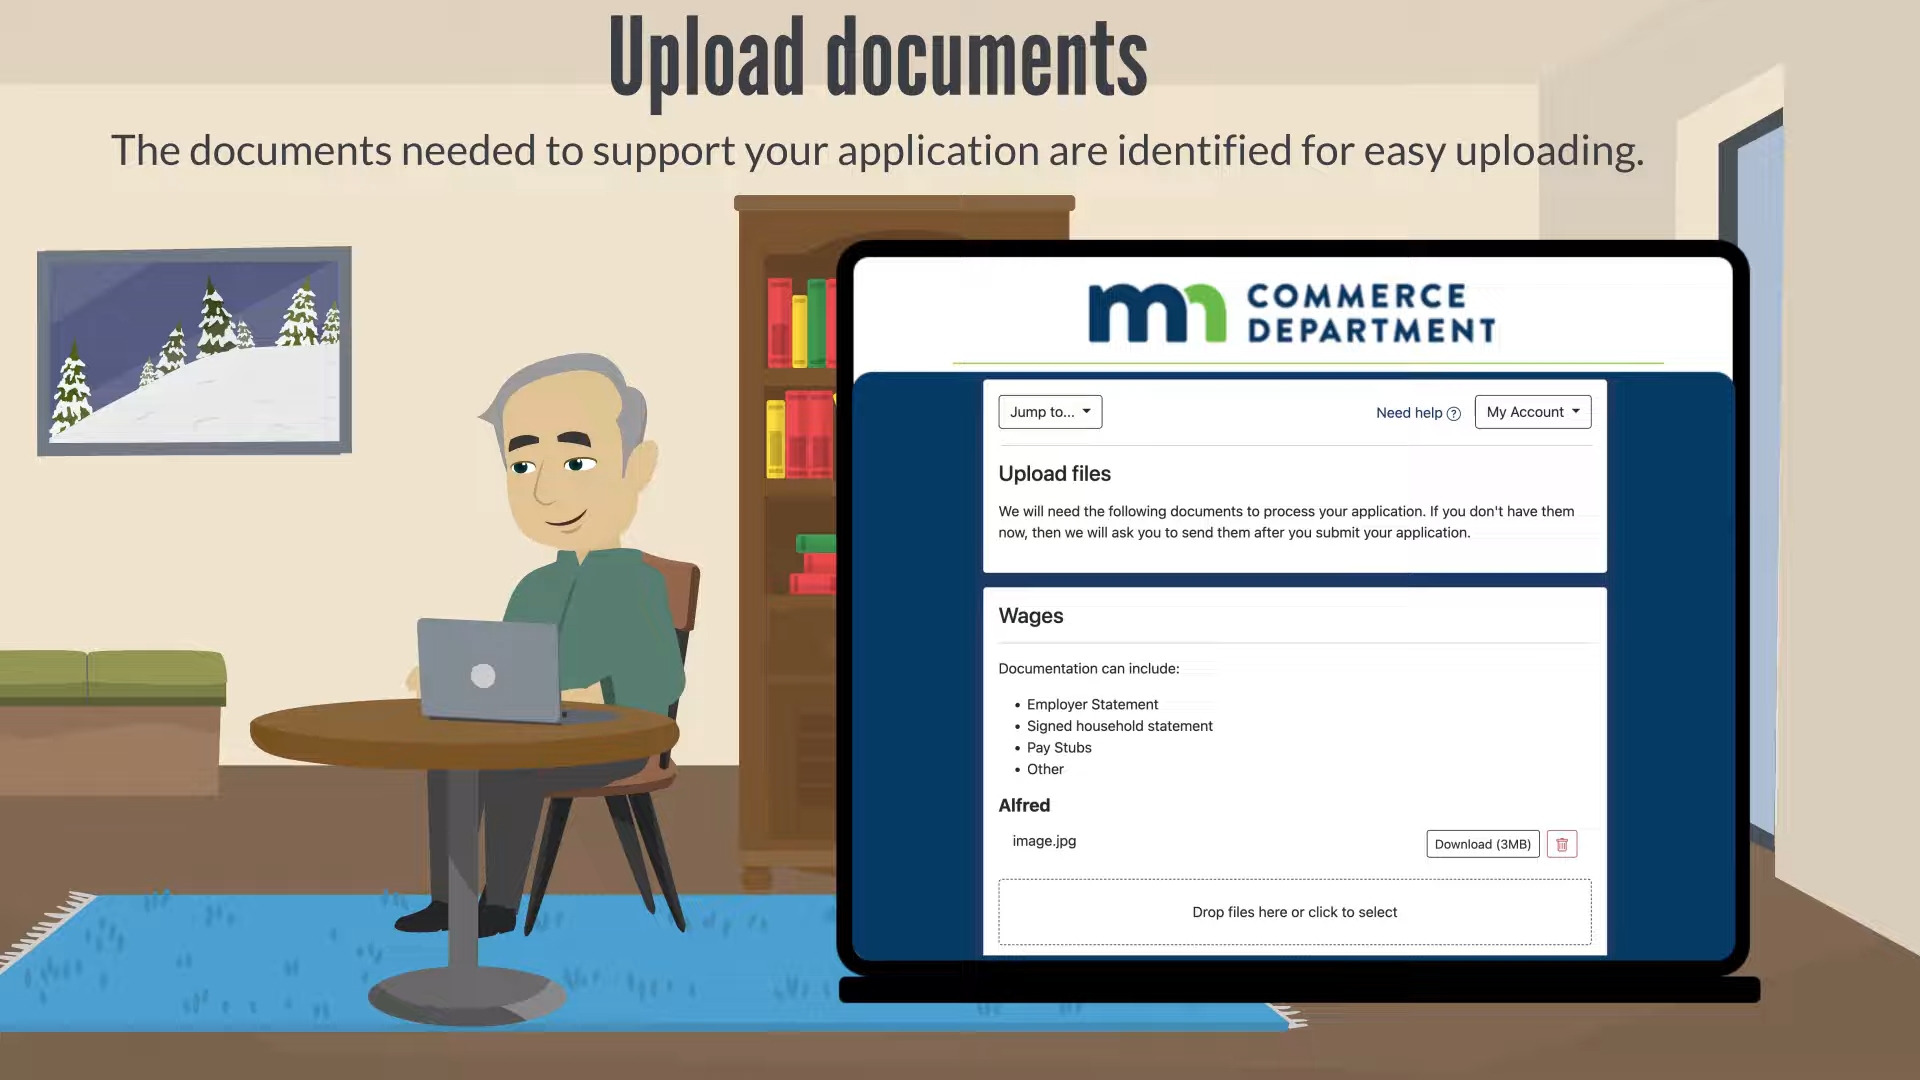 Upload documents
The documents needed to support your application are identified for easy uploading.
mn COMMERCE
DEPARTMENT
Jump to...
Need help ?
My Account
Upload files
We will need the following documents to process your application. If you don't have them
now, then we will ask you to send them after you submit your application.
Wages
Documentation can include:
• Employer Statement
• Signed household statement
• Pay Stubs
• Other
Alfred
image.jpg
Download (3MB)
Drop files here or click to select